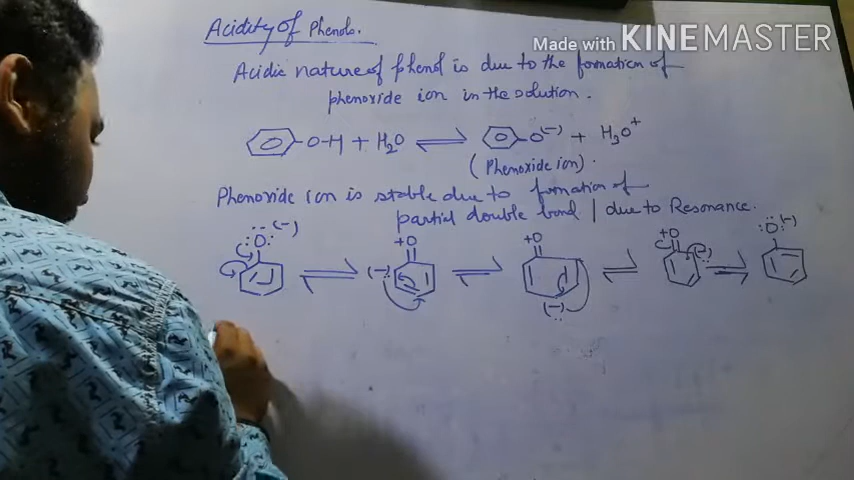 Acidity of Phenols.
Made with KINEMASTER
Acidic nature of phenol is due to the formation of
phenoxide ion in the solution.
O-H + H₂O ⇌ O(-) + H₃O⁺
(Phenoxide ion).
Phenoxide ion is stable due to formation of
partial double bond / due to Resonance.
:Ö: (-) ⇌ (-): +O ⇌ +O (-): ⇌ +O (-): ⇌ :Ö: (-)